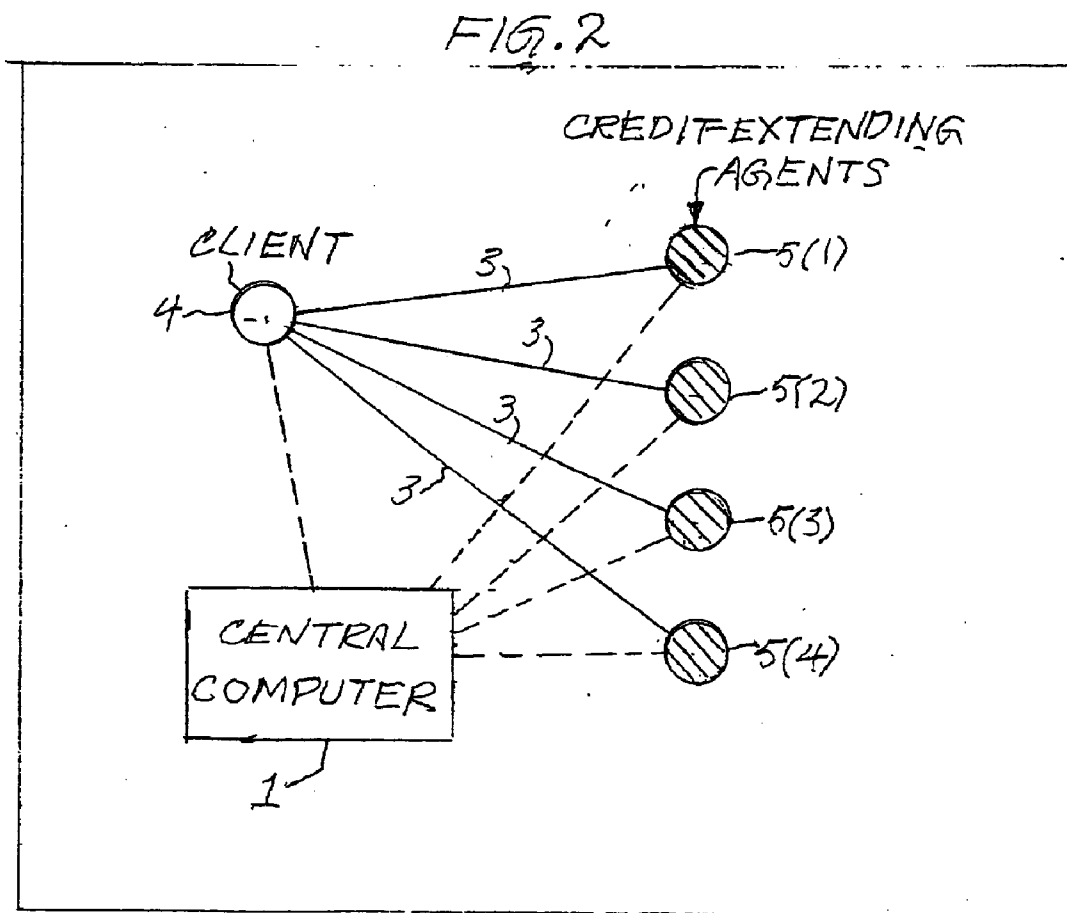 FIG. 2
CREDIT-EXTENDING
AGENTS
CLIENT
4
3
5(1)
3
5(2)
3
3
5(3)
5(4)
CENTRAL
COMPUTER
1